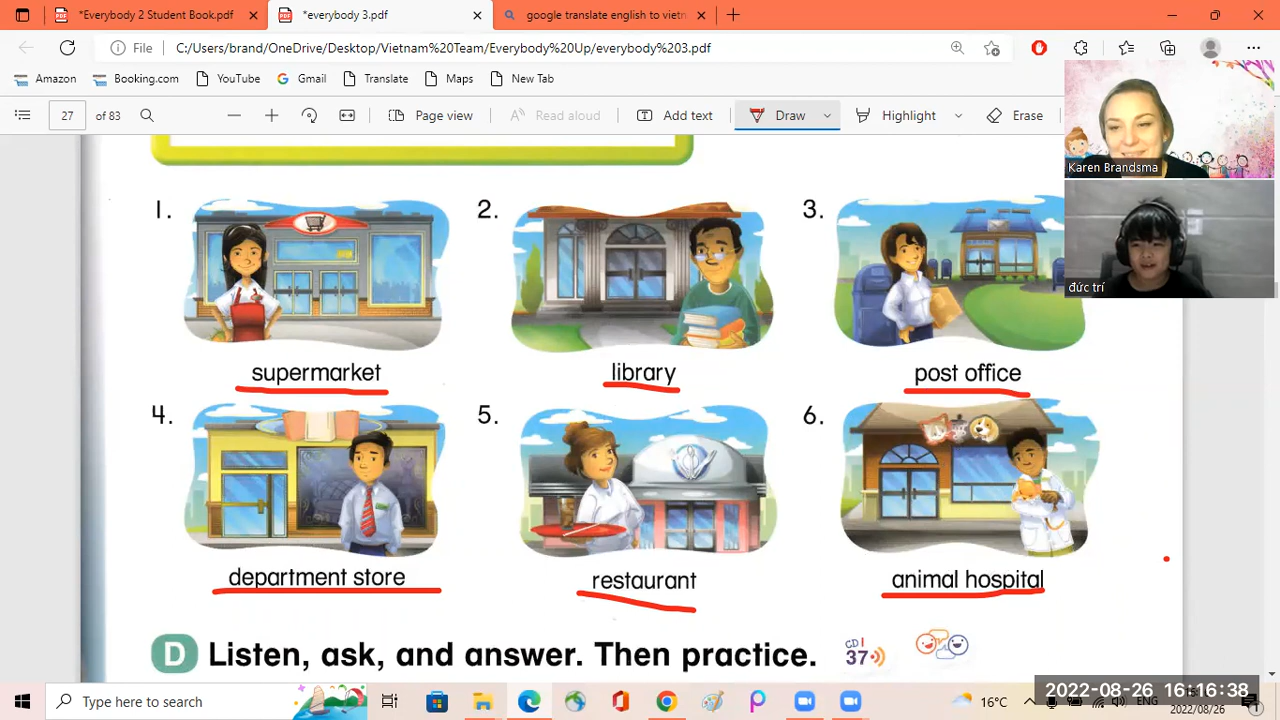 *Everybody 2 Student Book.pdf
*everybody 3.pdf
google translate english to vietn
File C:/Users/brand/OneDrive/Desktop/Vietnam%20Team/Everybody%20Up/everybody%203.pdf
Amazon Booking.com YouTube Gmail Translate Maps New Tab
27 of 83 Page view Read aloud Add text Draw Highlight Erase
Karen Brandsma
đức trí
1. 2. 3.
supermarket library post office
4. 5. 6.
department store restaurant animal hospital
D Listen, ask, and answer. Then practice. CD1 37
Type here to search
16°C ENG
2022-08-26 16:16:38
2022/08/26